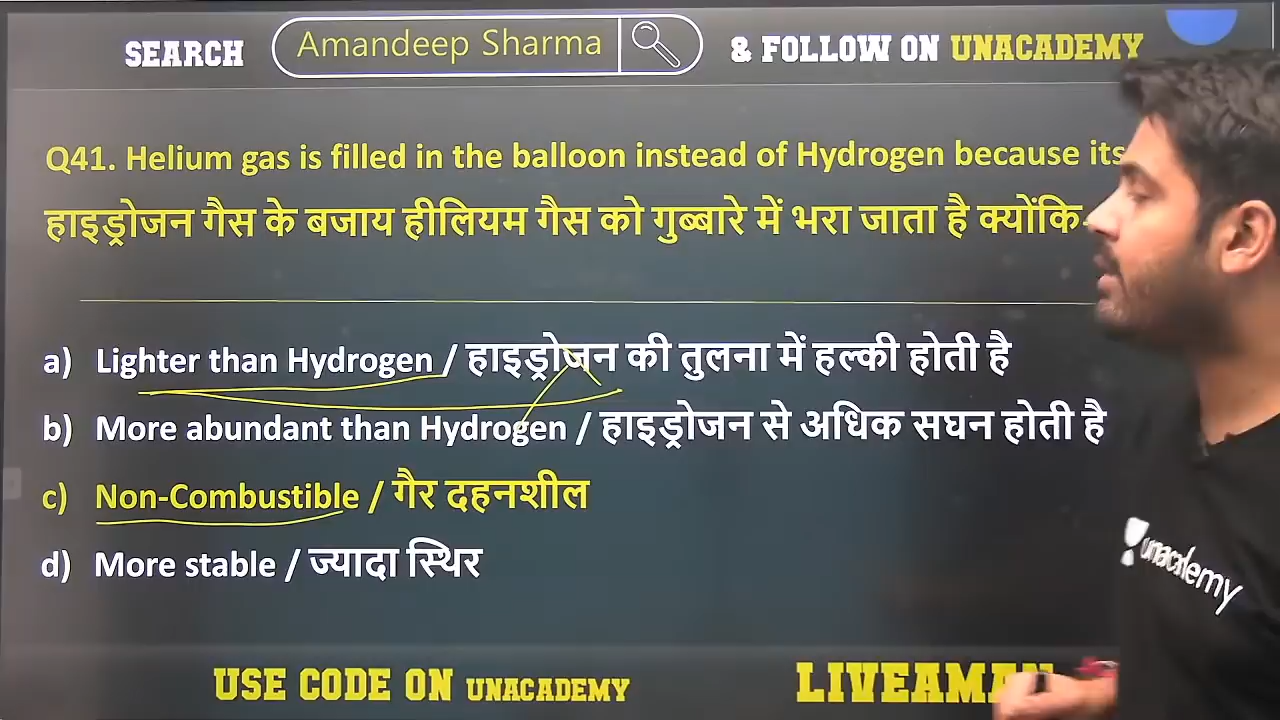 SEARCH Amandeep Sharma & FOLLOW ON UNACADEMY
Q41. Helium gas is filled in the balloon instead of Hydrogen because its
हाइड्रोजन गैस के बजाय हीलियम गैस को गुब्बारे में भरा जाता है क्योंकि-
a) Lighter than Hydrogen / हाइड्रोजन की तुलना में हल्की होती है
b) More abundant than Hydrogen / हाइड्रोजन से अधिक सघन होती है
c) Non-Combustible / गैर दहनशील
d) More stable / ज्यादा स्थिर
unacademy
USE CODE ON UNACADEMY